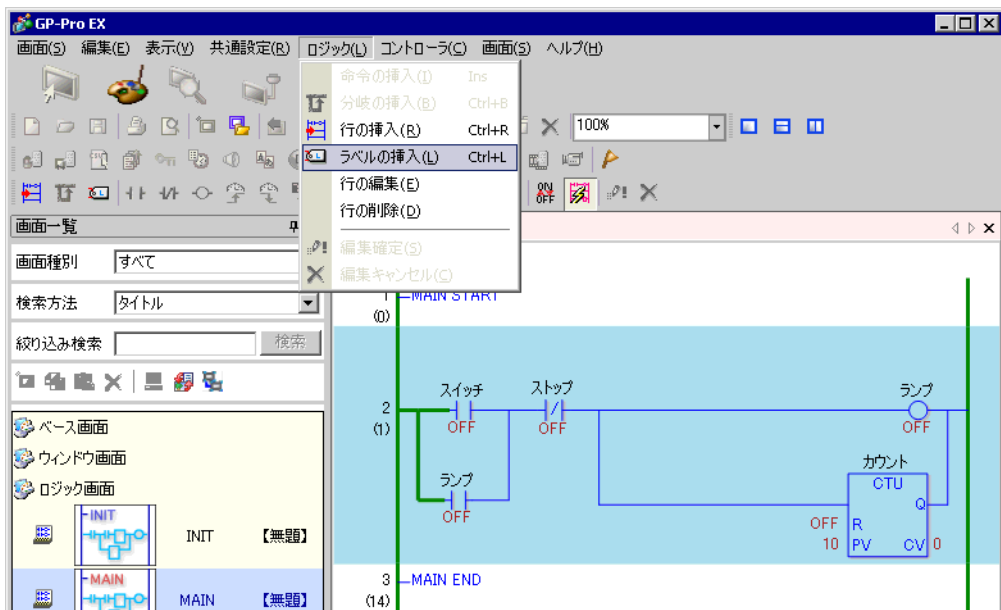 GP-Pro EX
画面(S) 編集(E) 表示(V) 共通設定(R) ロジック(L) コントローラ(C) 画面(S) ヘルプ(H)
命令の挿入(I) Ins
分岐の挿入(B) Ctrl+B
行の挿入(R) Ctrl+R
100%
ラベルの挿入(L) Ctrl+L
行の編集(E)
行の削除(D)
編集確定(S)
編集キャンセル(C)
ON
OFF
画面一覧
画面種別 すべて
検索方法 タイトル
絞り込み検索 検索
ベース画面
ウィンドウ画面
ロジック画面
INIT
INIT 【無題】
MAIN
MAIN 【無題】
1 MAIN START
(0)
スイッチ ストップ ランプ
2
(1) OFF OFF OFF
カウント
ランプ CTU
OFF Q
OFF R
10 PV CV 0
3 MAIN END
(14)